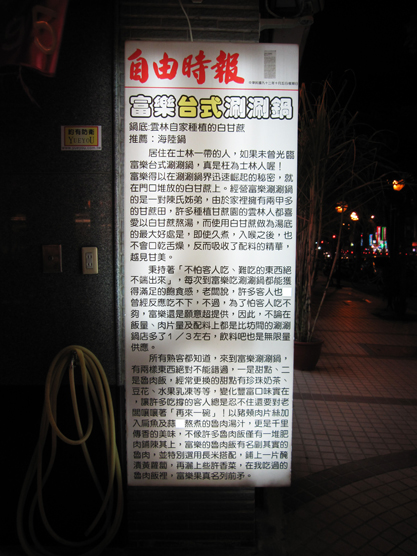 自由時報
富樂台式涮涮鍋
鍋底:雲林自家種植的白甘蔗
推薦:海陸鍋
居住在士林一帶的人,如果未曾光臨
富樂台式涮涮鍋,真是枉為士林人喔!
富樂得以在涮涮鍋界迅速崛起的秘密,就
在門口堆放的白甘蔗上。經營富樂涮涮鍋
的是一對陳氏姊弟,由於家裡擁有兩甲多
的甘蔗田,許多種植甘蔗園的雲林人都喜
愛以白甘蔗熬湯,而使用白甘蔗做為湯底
的最大好處是,即使久煮,入喉之後,也
不會口乾舌燥,反而吸收了配料的精華,
越見甘美。
秉持著「不怕客人吃、難吃的東西絕
不端出來」,每次到富樂吃涮涮鍋都能獲
得滿足的飽食感,老闆說,許多客人也
曾經反應吃不下,不過,為了怕客人吃不
夠,富樂還是願意超提供,因此,不論在
飯量、肉片量及配料上都是比坊間的涮涮
鍋店多了1/3左右,飲料吧也是無限量
供應。
所有熟客都知道,來到富樂涮涮鍋,
有兩樣東西絕對不能錯過,一是甜點、二
是魯肉飯,經常更換的甜點有珍珠奶茶、
豆花、水果乳凍等等,變化豐富口味實在
,讓許多吃撐的客人總是忍不住還要對老
闆嚷嚷著「再來一碗」!以豬頰肉片絲加
入扁魚及蒜 熬煮的魯肉湯汁,更是千里
傳香的美味,不像許多魯肉飯僅有一堆肥
肉鋪陳其上,富樂的魯肉飯有名副其實的
魯肉,並特別選用長米搭配,鋪上一片醃
漬黃蘿蔔,再灑上些許香菜,在我吃過的
魯肉飯裡,富樂果真名列前矛。